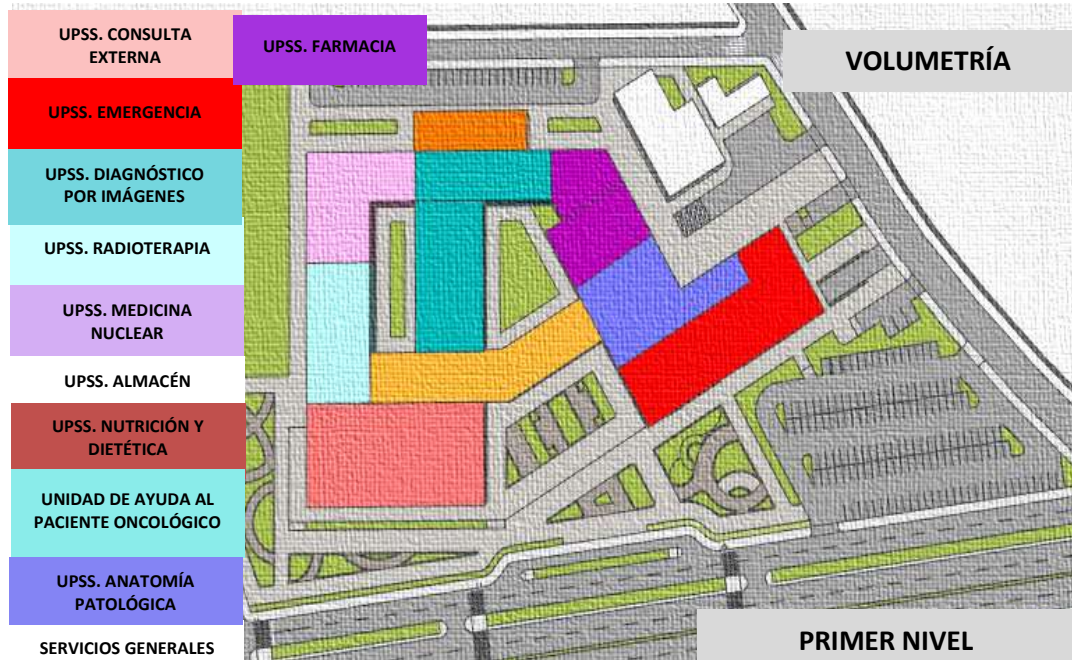 UPSS. CONSULTA
EXTERNA
UPSS. FARMACIA
VOLUMETRÍA
UPSS. EMERGENCIA
UPSS. DIAGNÓSTICO
POR IMÁGENES
UPSS. RADIOTERAPIA
UPSS. MEDICINA
NUCLEAR
UPSS. ALMACÉN
UPSS. NUTRICIÓN Y
DIETÉTICA
UNIDAD DE AYUDA AL
PACIENTE ONCOLÓGICO
UPSS. ANATOMÍA
PATOLÓGICA
SERVICIOS GENERALES
PRIMER NIVEL